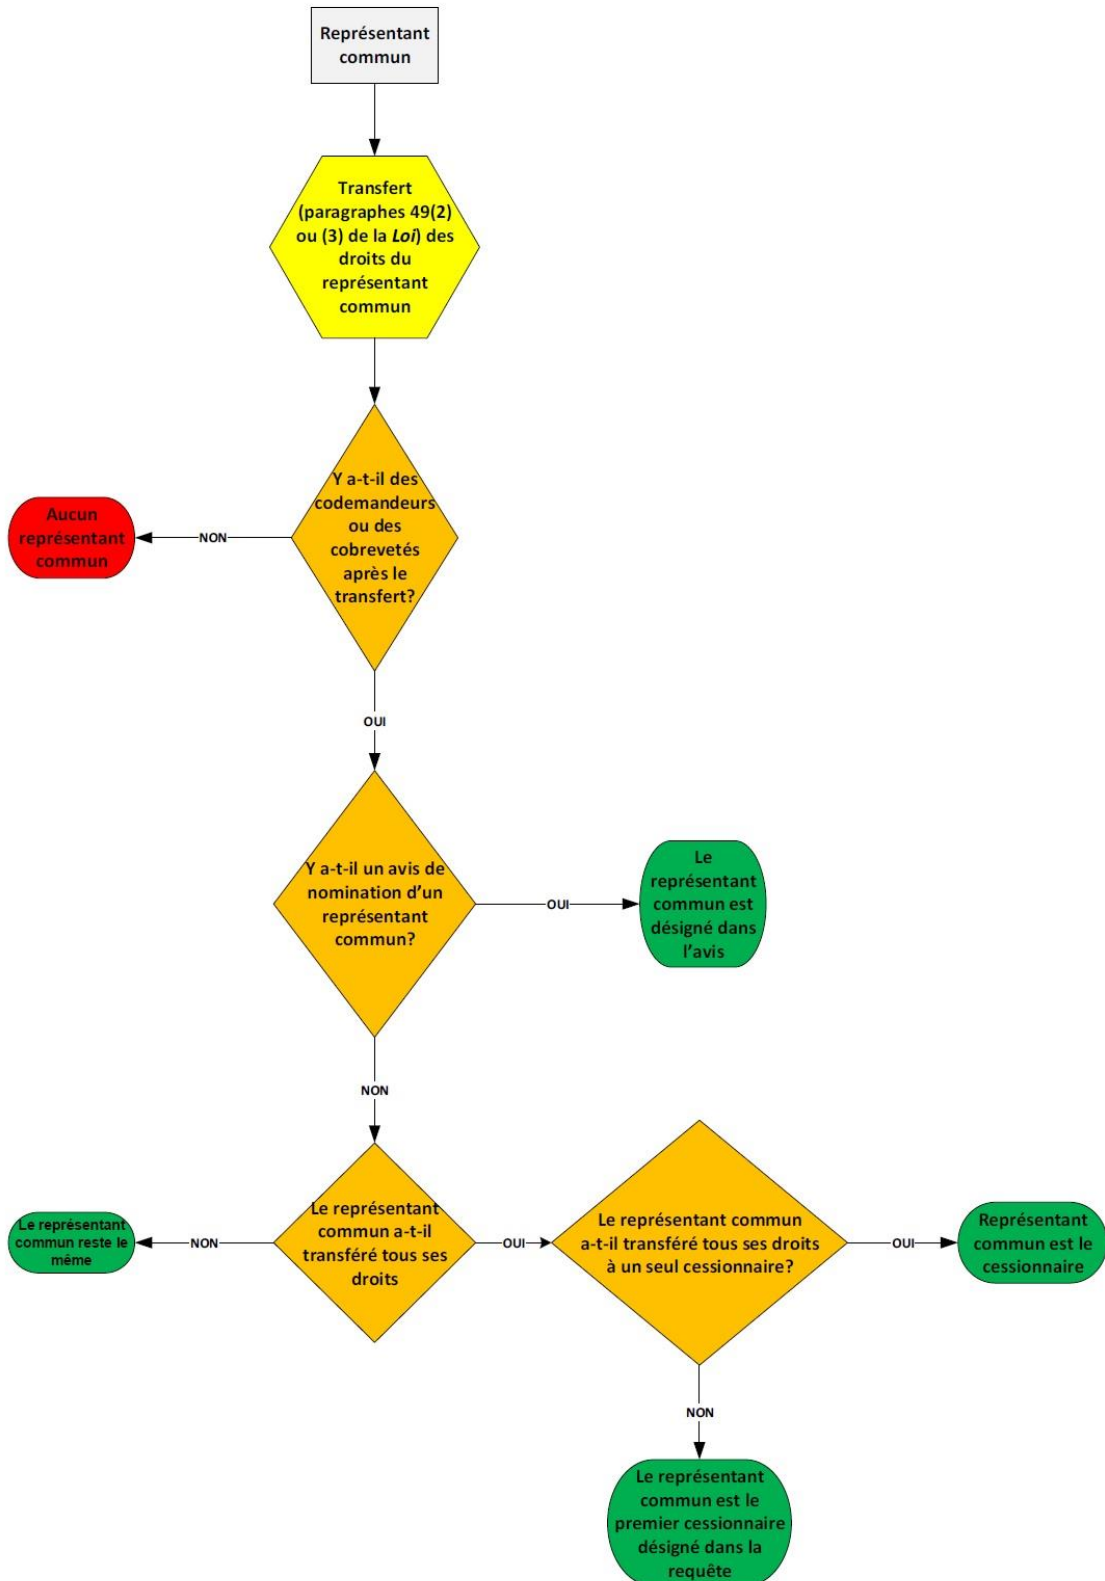 Représentant
commun
Transfert
(paragraphes 49(2)
ou (3) de la Loi) des
droits du
représentant
commun
Y a-t-il des
codemandeurs
ou des
cobrevetés
après le
transfert?
NON
Aucun
représentant
commun
OUI
Y a-t-il un avis de
nomination d’un
représentant
commun?
OUI
Le
représentant
commun est
désigné dans
l’avis
NON
Le représentant
commun a-t-il
transféré tous ses
droits
NON
Le représentant
commun reste le
même
OUI
Le représentant commun
a-t-il transféré tous ses droits
à un seul cessionnaire?
OUI
Représentant
commun est le
cessionnaire
NON
Le représentant
commun est le
premier cessionnaire
désigné dans la
requête